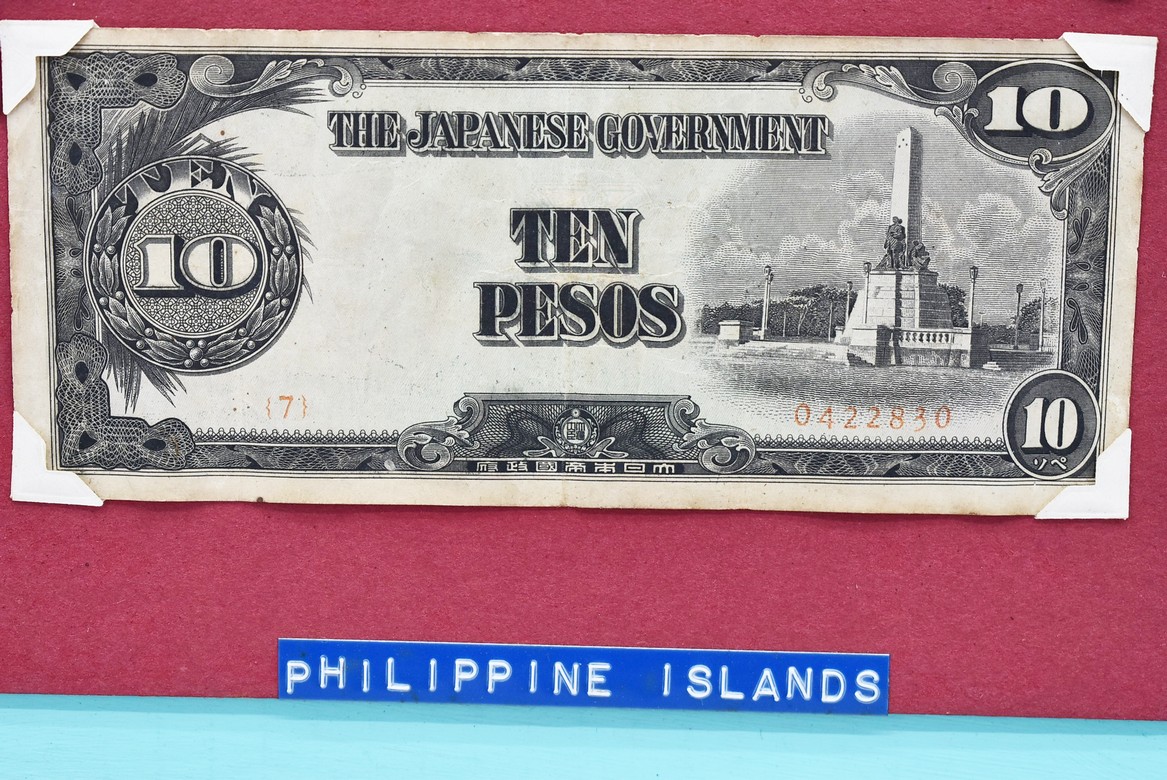 10
THE JAPANESE GOVERNMENT
10
TEN
PESOS
{7}
0422830
10
ペソ
大日本帝國政府
PHILIPPINE ISLANDS